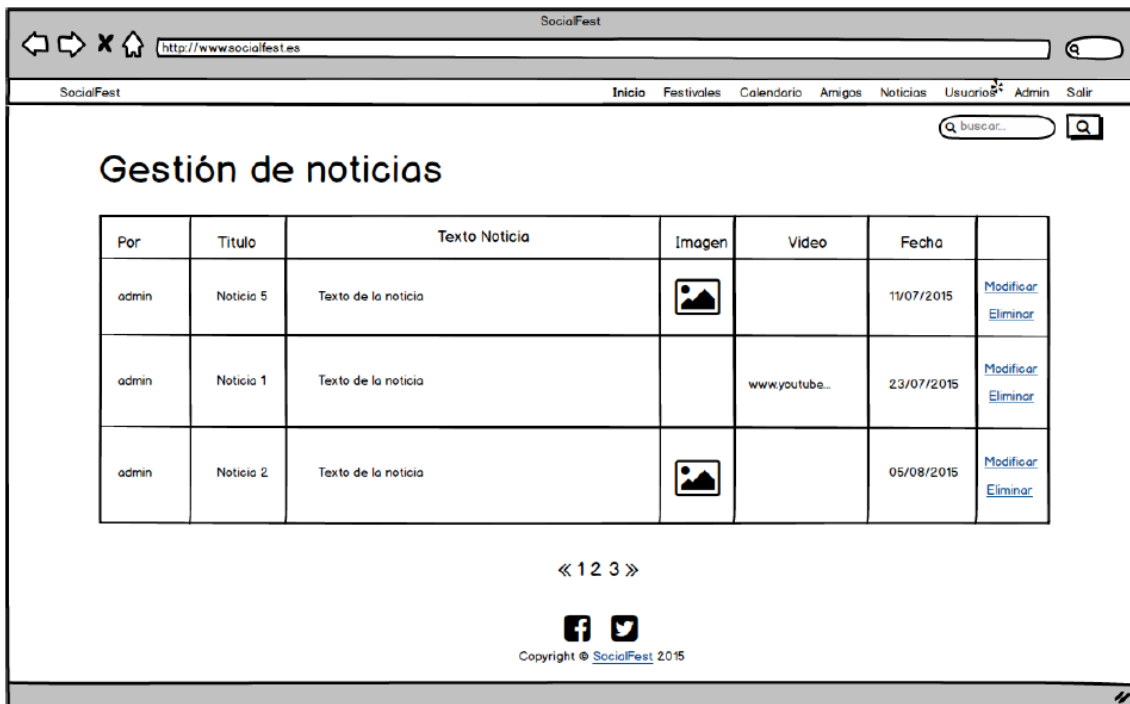 SocialFest
http://www.socialfest.es
SocialFest Inicio Festivales Calendario Amigos Noticias Usuarios Admin Salir
buscar...
Gestión de noticias
Por Titulo Texto Noticia Imagen Video Fecha
admin Noticia 5 Texto de la noticia 11/07/2015 Modificar
Eliminar
admin Noticia 1 Texto de la noticia www.youtube... 23/07/2015 Modificar
Eliminar
admin Noticia 2 Texto de la noticia 05/08/2015 Modificar
Eliminar
≪ 1 2 3 ≫
Copyright © SocialFest 2015